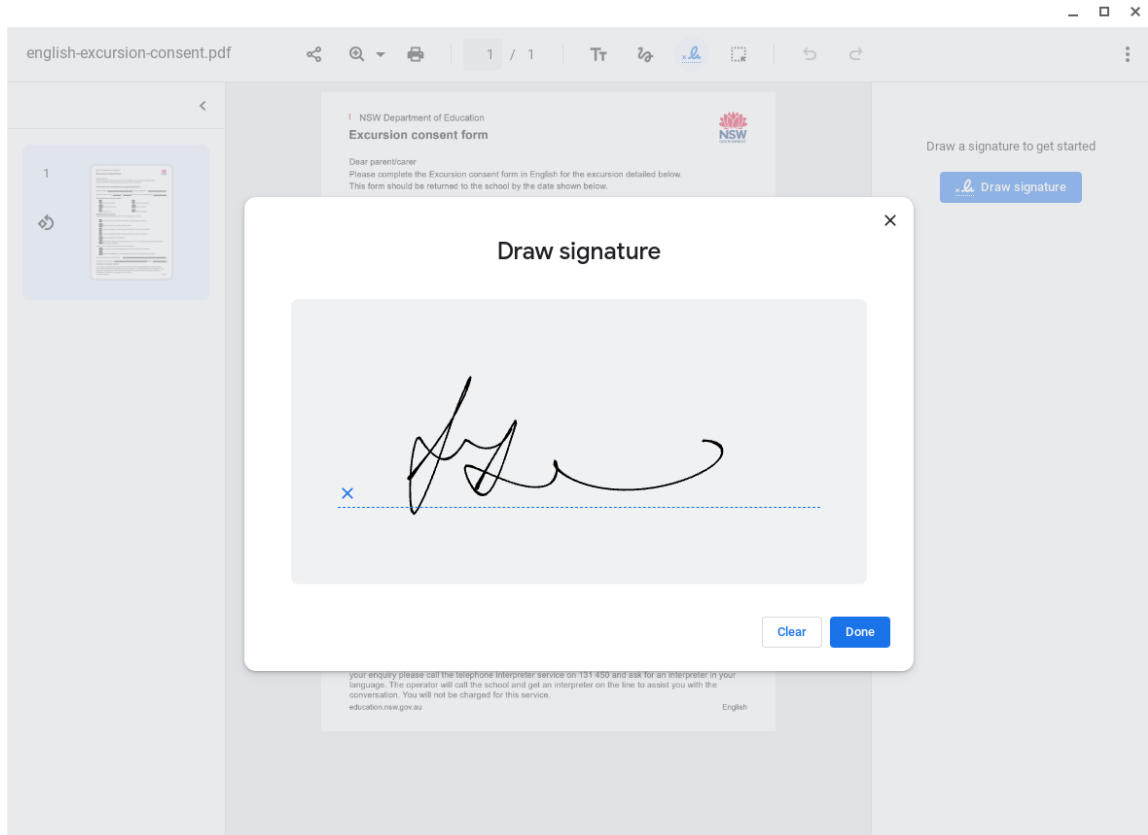 english-excursion-consent.pdf
1 / 1
Tт
NSW Department of Education
Excursion consent form
NSW
GOVERNMENT
Dear parent/carer
Please complete the Excursion consent form in English for the excursion detailed below.
This form should be returned to the school by the date shown below.
1
Draw a signature to get started
Draw signature
Draw signature
Clear
Done
your enquiry please call the telephone interpreter service on 131 450 and ask for an interpreter in your
language. The operator will call the school and get an interpreter on the line to assist you with the
conversation. You will not be charged for this service.
education.nsw.gov.au
English